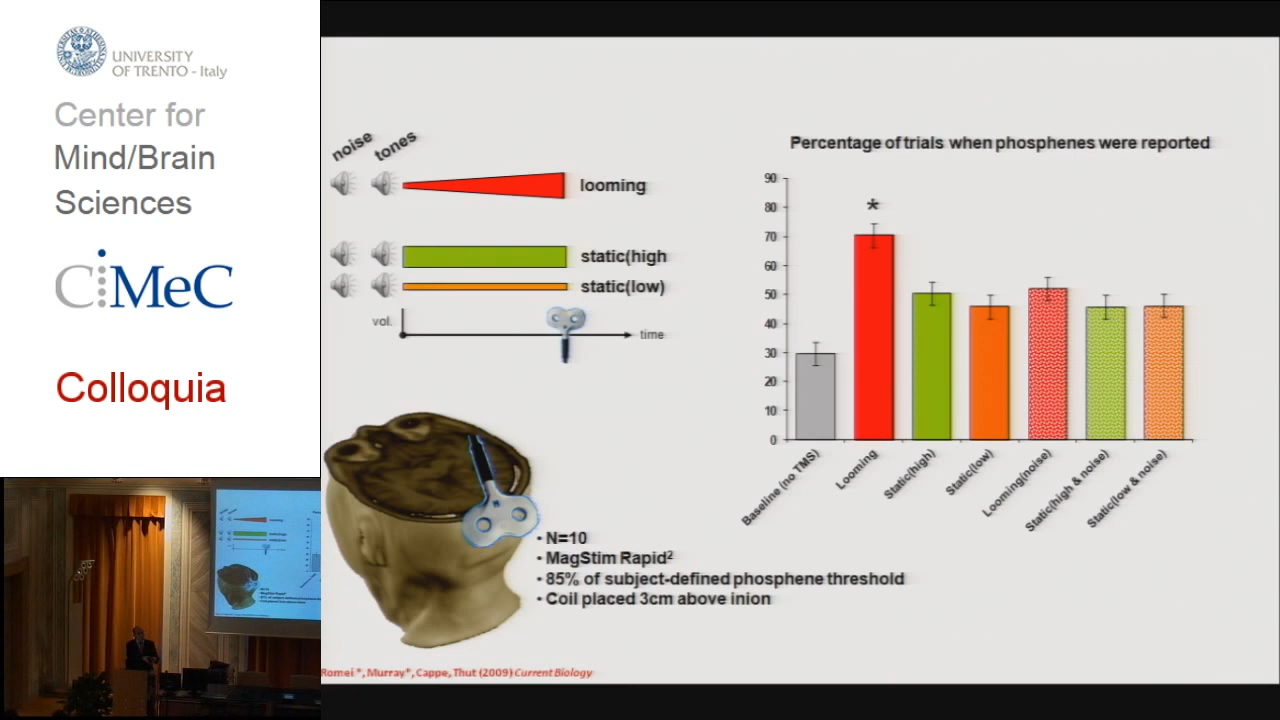 UNIVERSITY
OF TRENTO - Italy
Center for
Mind/Brain
Sciences
CiMeC
Colloquia
noise tones
looming
static(high
static(low)
vol.
time
Percentage of trials when phosphenes were reported
90
80
70
60
50
40
30
20
10
0
*
Baseline (no TMS)
Looming
Static(high)
Static(low)
Looming(noise)
Static(high & noise)
Static(low & noise)
• N=10
• MagStim Rapid²
• 85% of subject-defined phosphene threshold
• Coil placed 3cm above inion
Romei*, Murray*, Cappe, Thut (2009) Current Biology